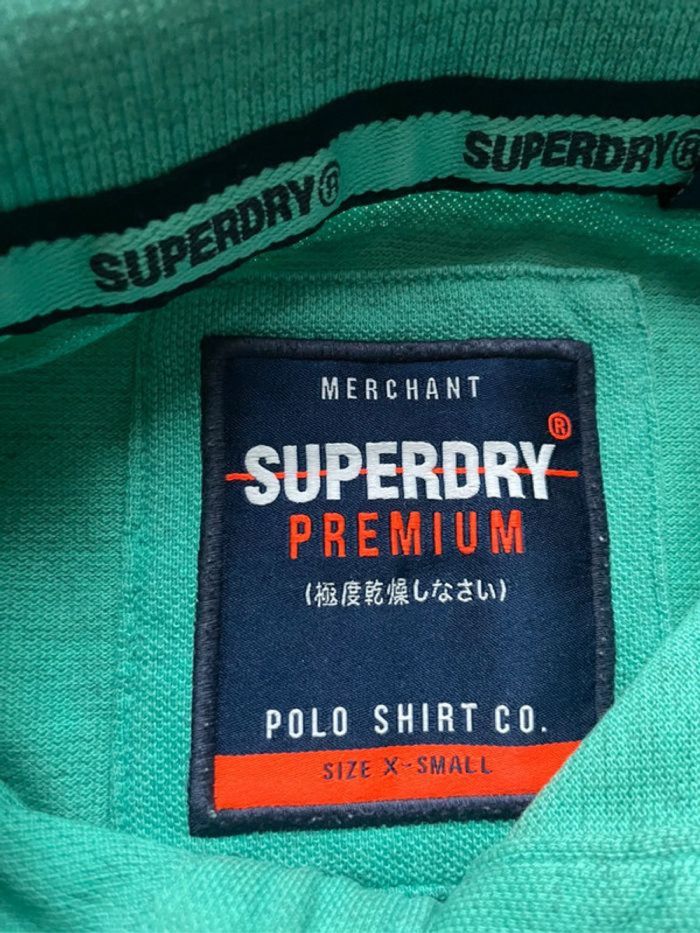 SUPERDRY®
SUPERDRY®
MERCHANT
SUPERDRY®
PREMIUM
(極度乾燥しなさい)
POLO SHIRT CO.
SIZE X-SMALL